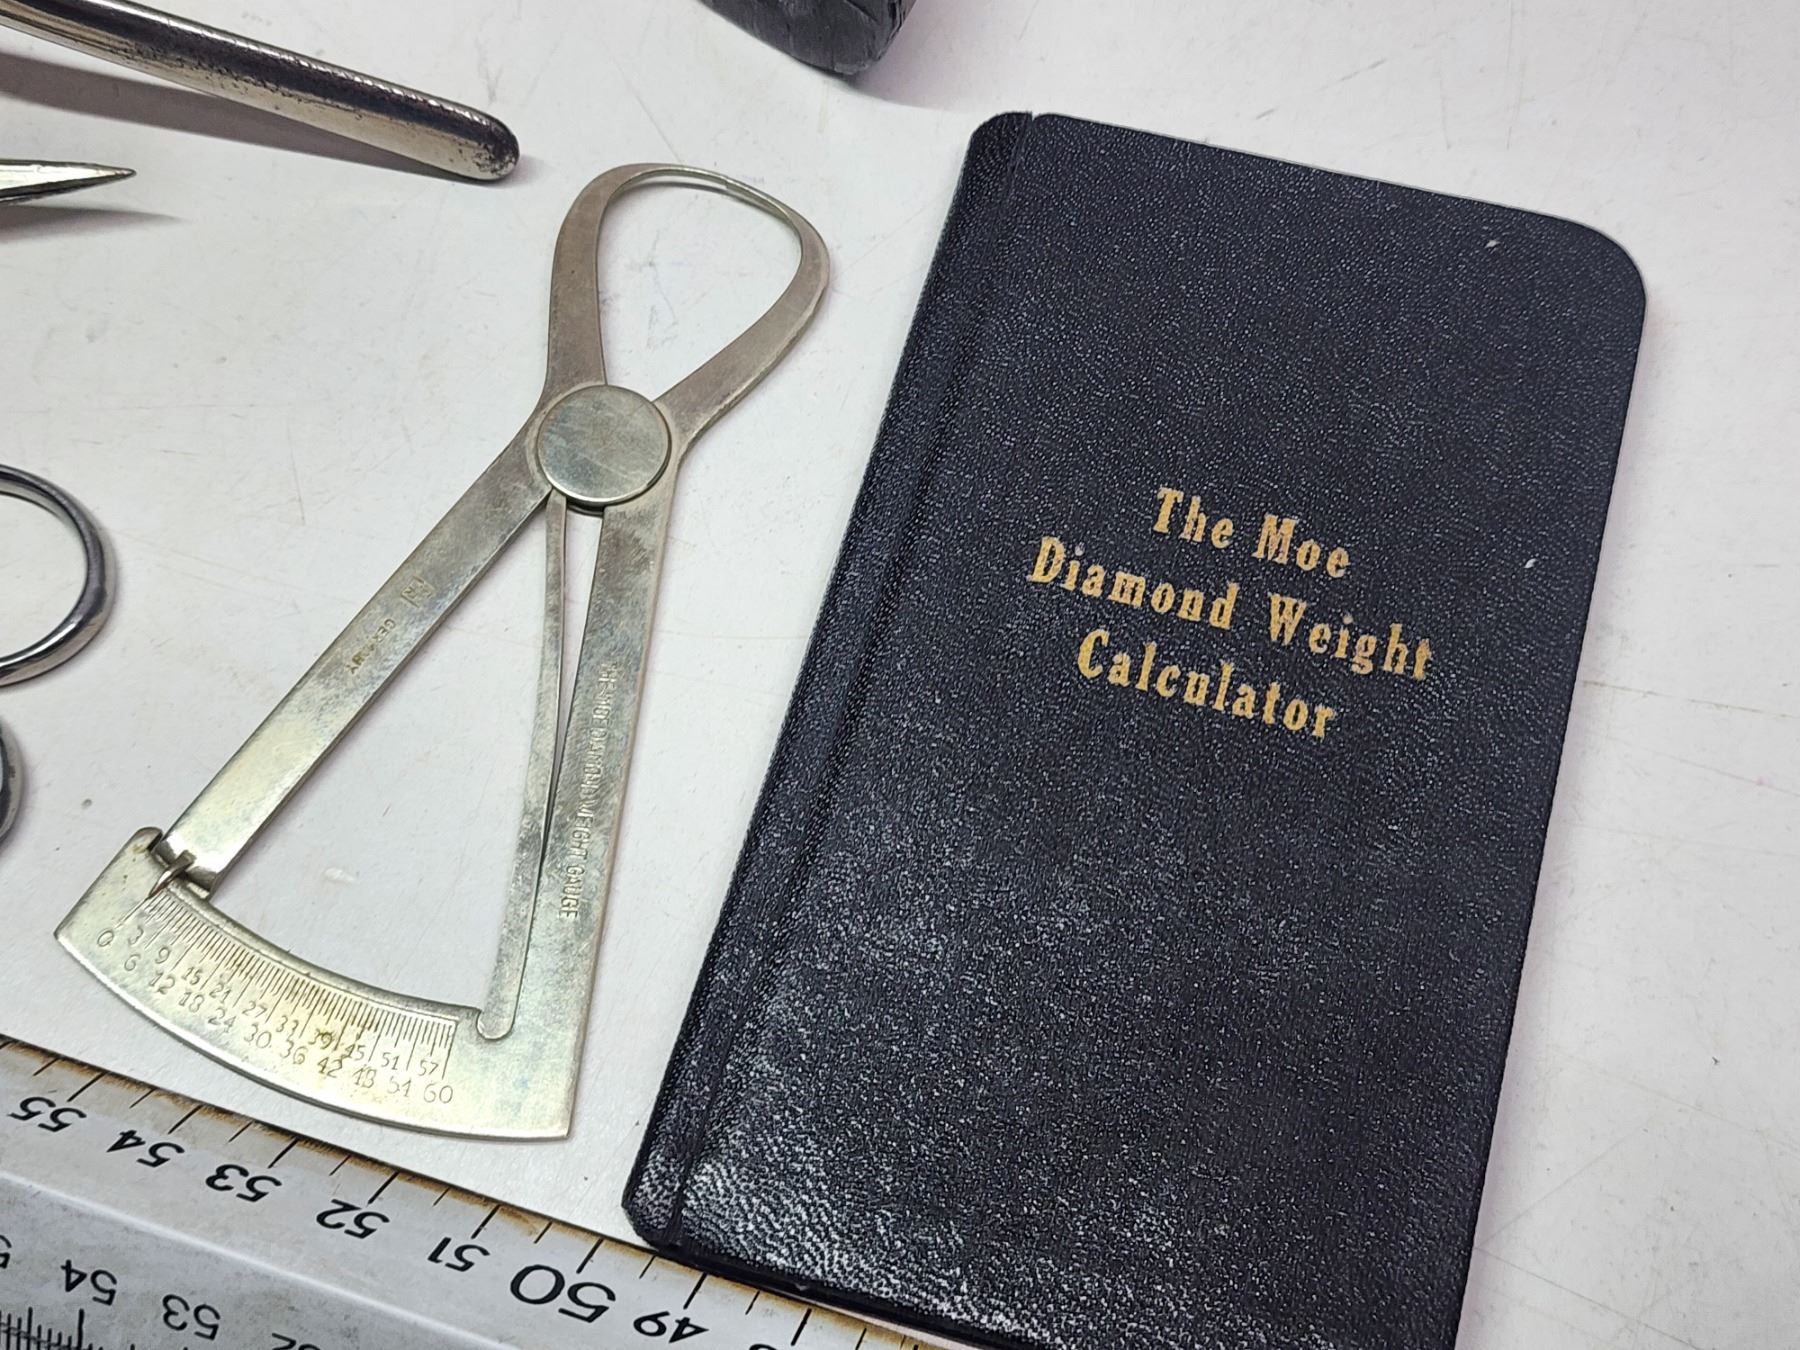 The Moe
Diamond Weight
Calculator
GERMANY
DIAMOND WEIGHT GAUGE
0 3 9 15 21 27 33 39 45 51 57
6 12 18 24 30 36 42 48 54 60
55 54 53 52 51 50 49
54 53 52